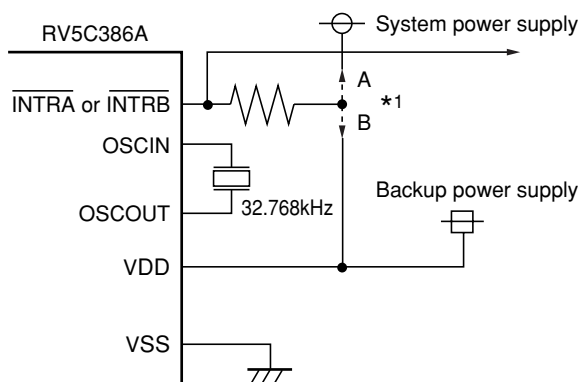 RV5C386A
System power supply
A
*1
INTRA or INTRB
B
OSCIN
OSCOUT
32.768kHz
Backup power supply
VDD
VSS